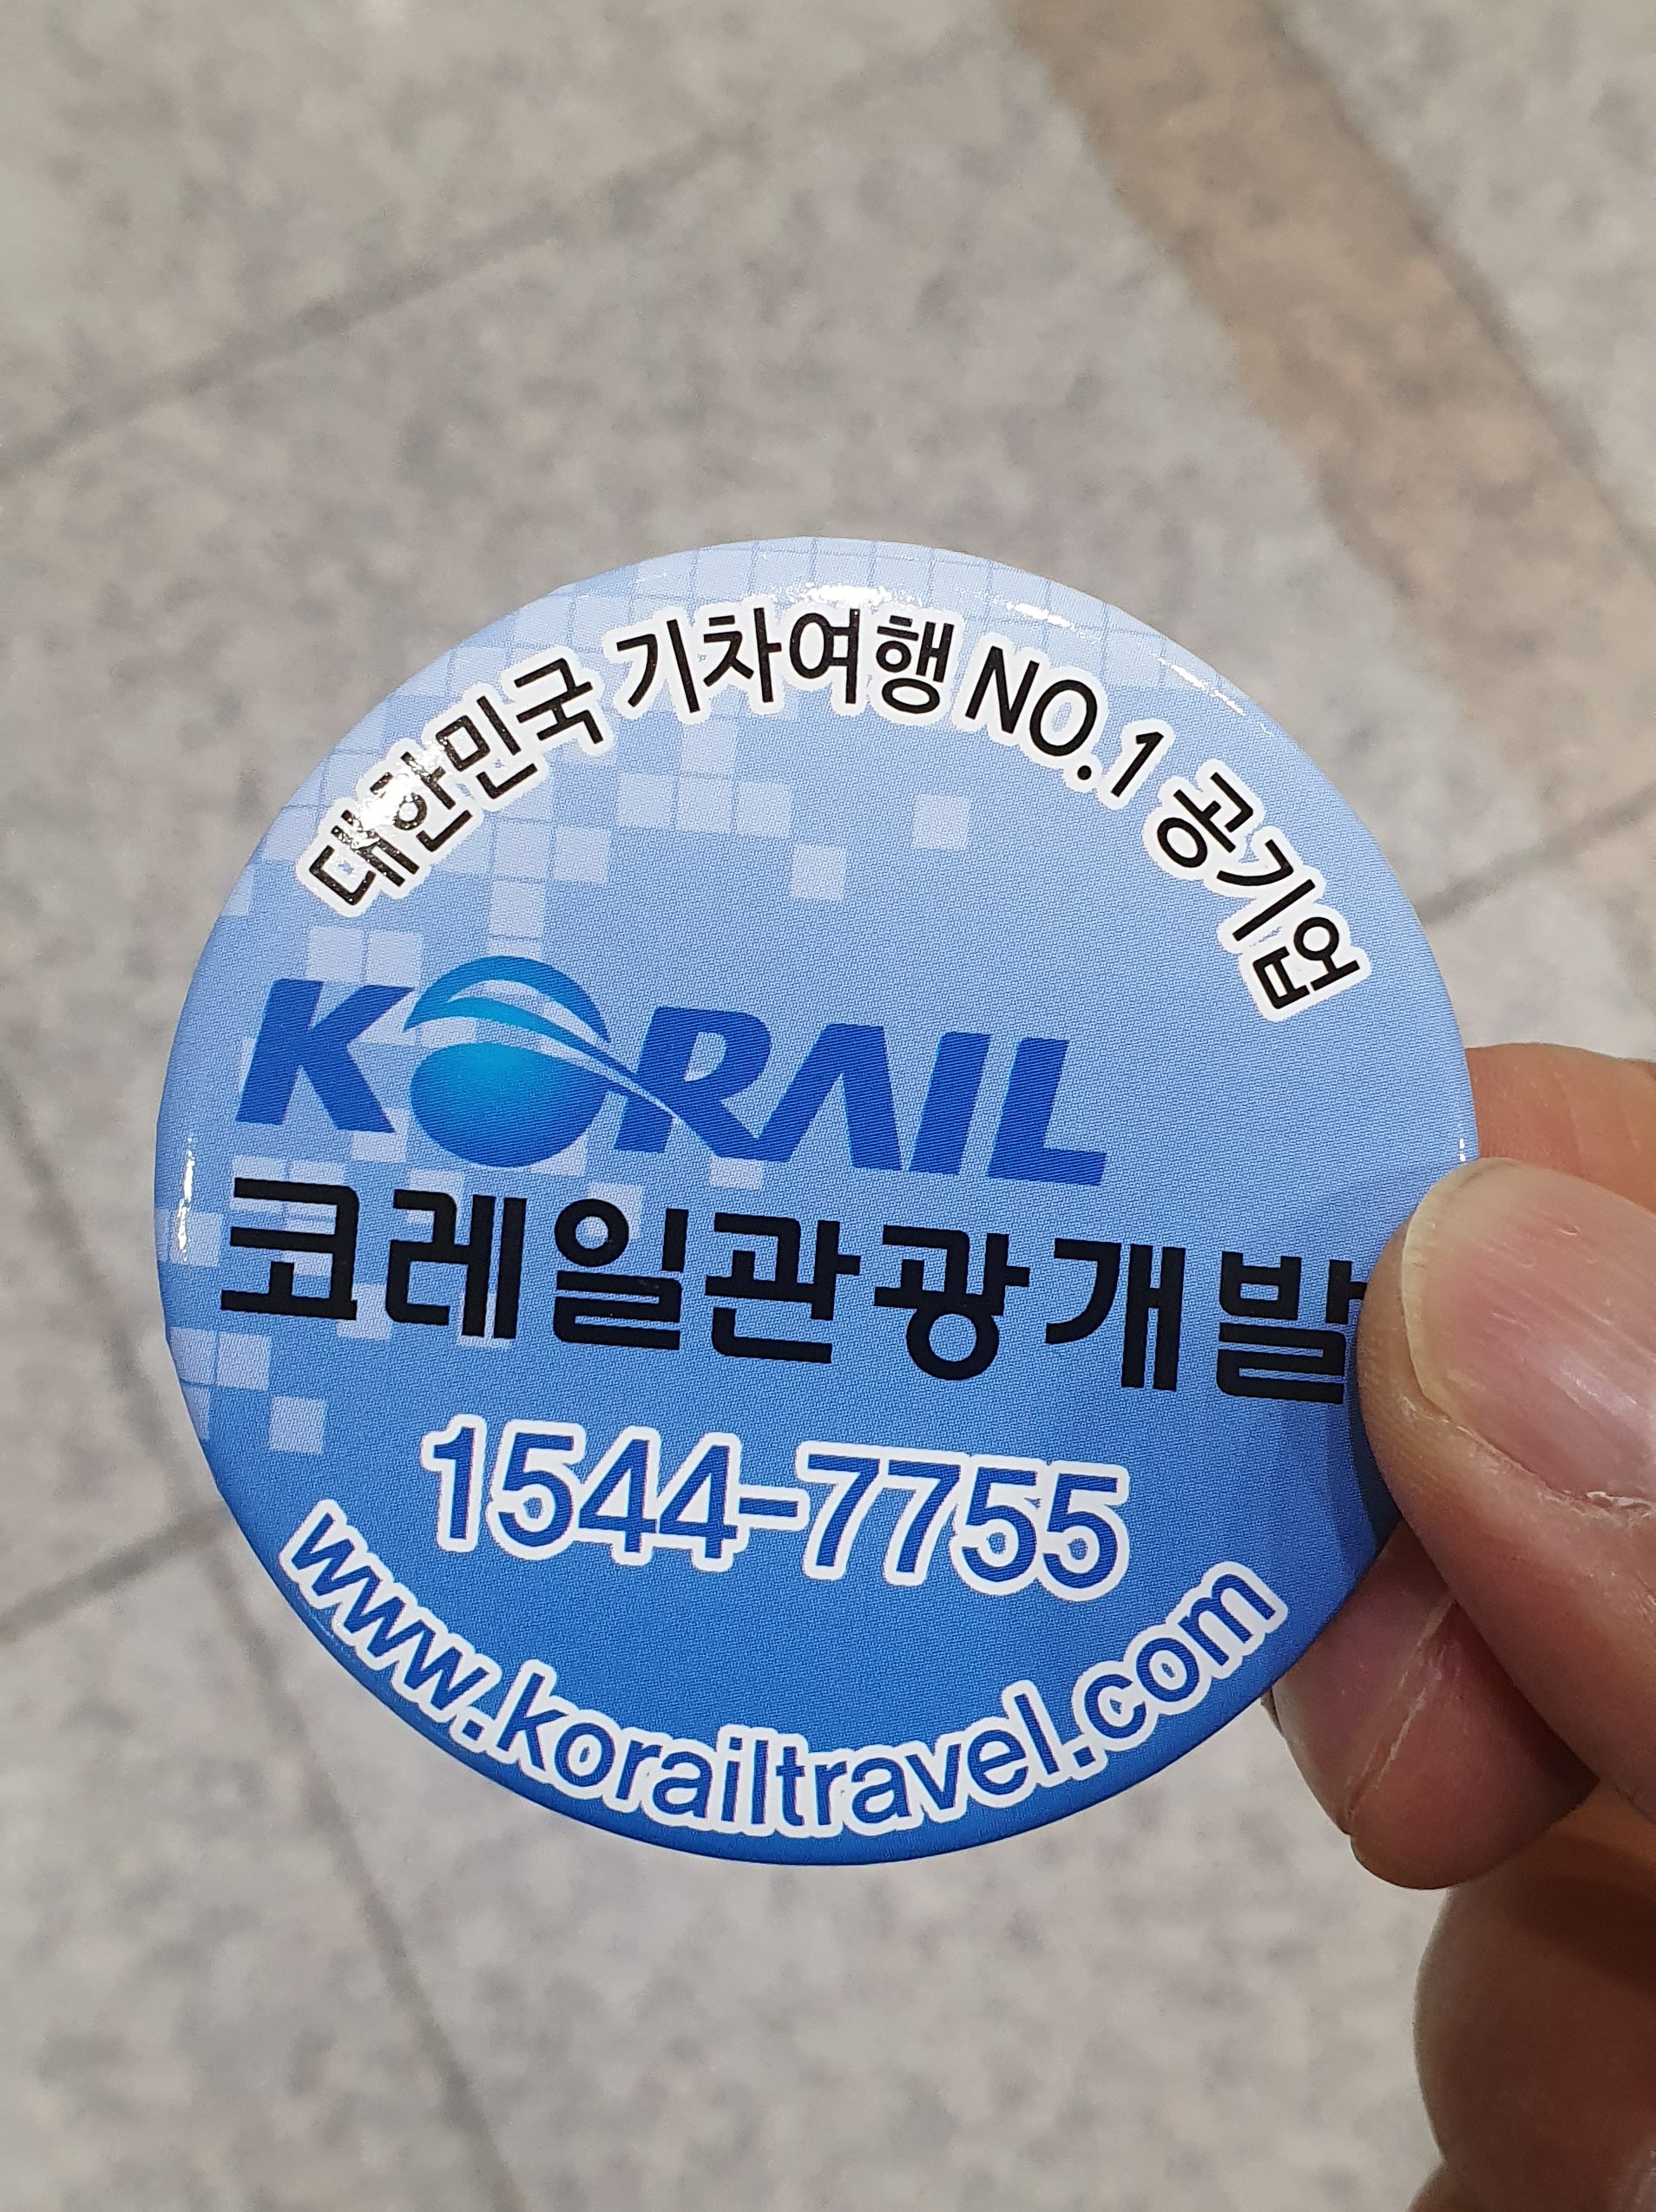 대한민국 기차여행 NO.1 공기업
KORAIL
코레일관광개발
1544-7755
www.korailtravel.com